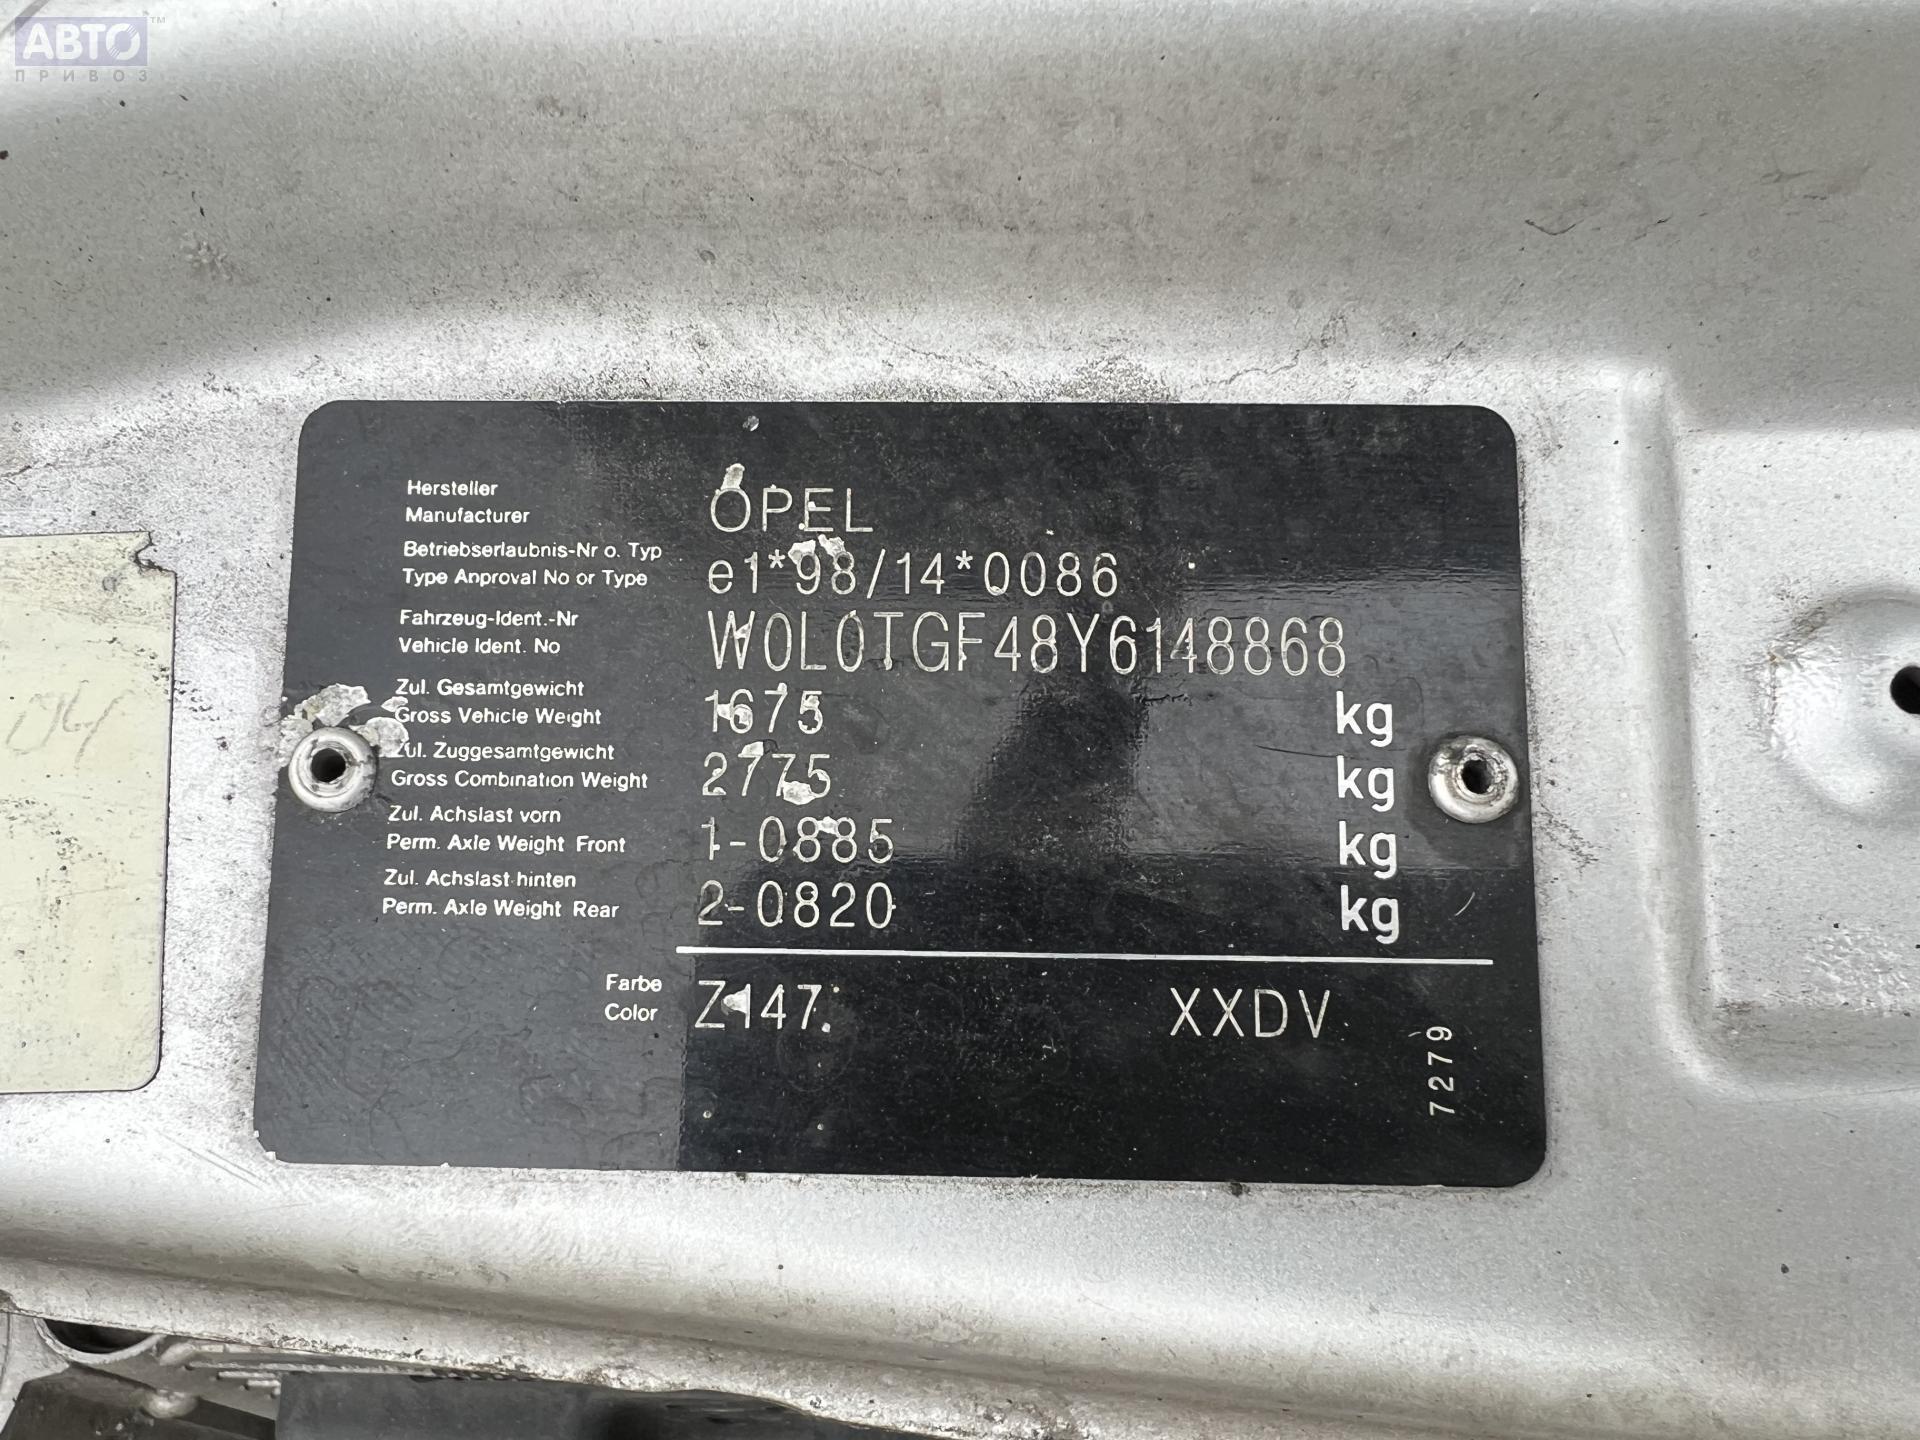 АВТО™
ПРИВОЗ
Hersteller
Manufacturer
OPEL
Betriebserlaubnis-Nr o. Typ
Type Anproval No or Type
e1*98/14*0086
Fahrzeug-Ident.-Nr
Vehicle Ident. No
W0L0TGF48Y6148868
Zul. Gesamtgewicht
Gross Vehicle Weight
1675 kg
Zul. Zuggesamtgewicht
Gross Combination Weight
2775 kg
Zul. Achslast vorn
Perm. Axle Weight Front
1-0885 kg
Zul. Achslast hinten
Perm. Axle Weight Rear
2-0820 kg
Farbe
Color
Z147 XXDV
7279